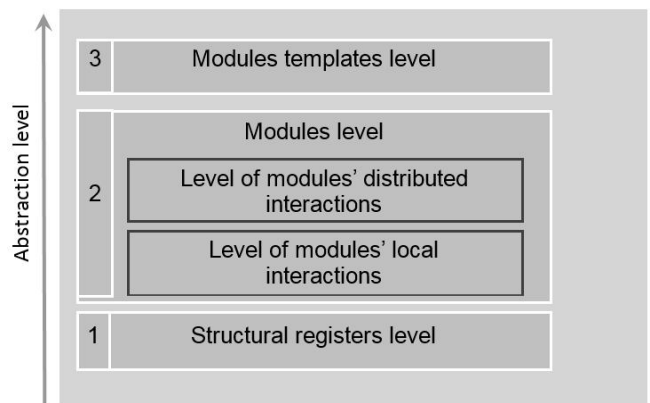 Abstraction level
3
Modules templates level
2
Modules level
Level of modules' distributed
interactions
Level of modules' local
interactions
1
Structural registers level